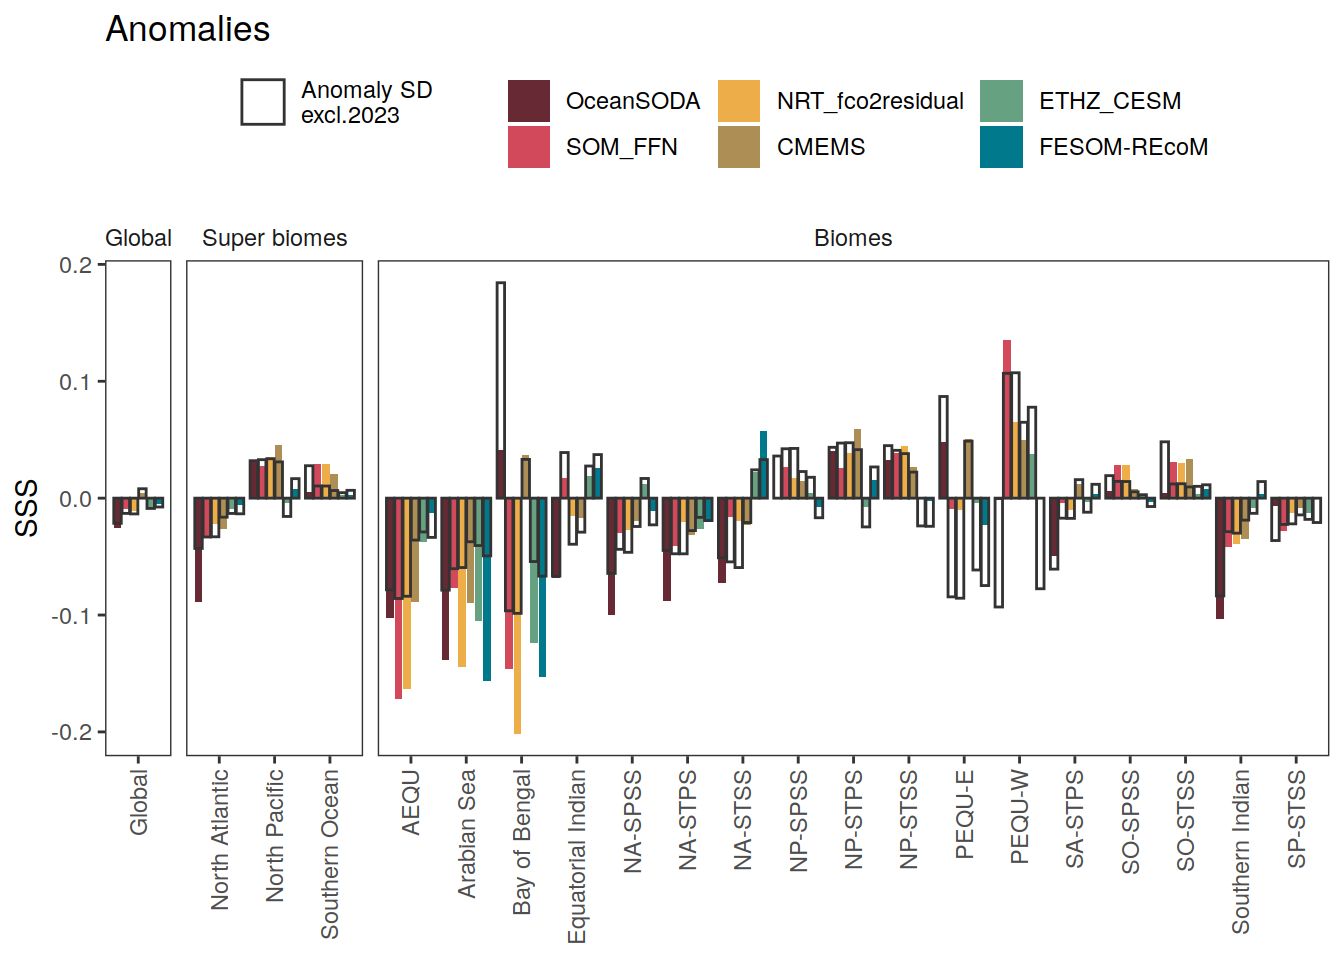 Anomalies
Anomaly SD
excl.2023
OceanSODA
NRT_fco2residual
ETHZ_CESM
SOM_FFN
CMEMS
FESOM-REcoM
Global
Super biomes
Biomes
SSS
0.2
0.1
0.0
-0.1
-0.2
Global
North Atlantic
North Pacific
Southern Ocean
AEQU
Arabian Sea
Bay of Bengal
Equatorial Indian
NA-SPSS
NA-STPS
NA-STSS
NP-SPSS
NP-STPS
NP-STSS
PEQU-E
PEQU-W
SA-STPS
SO-SPSS
SO-STSS
Southern Indian
SP-STSS